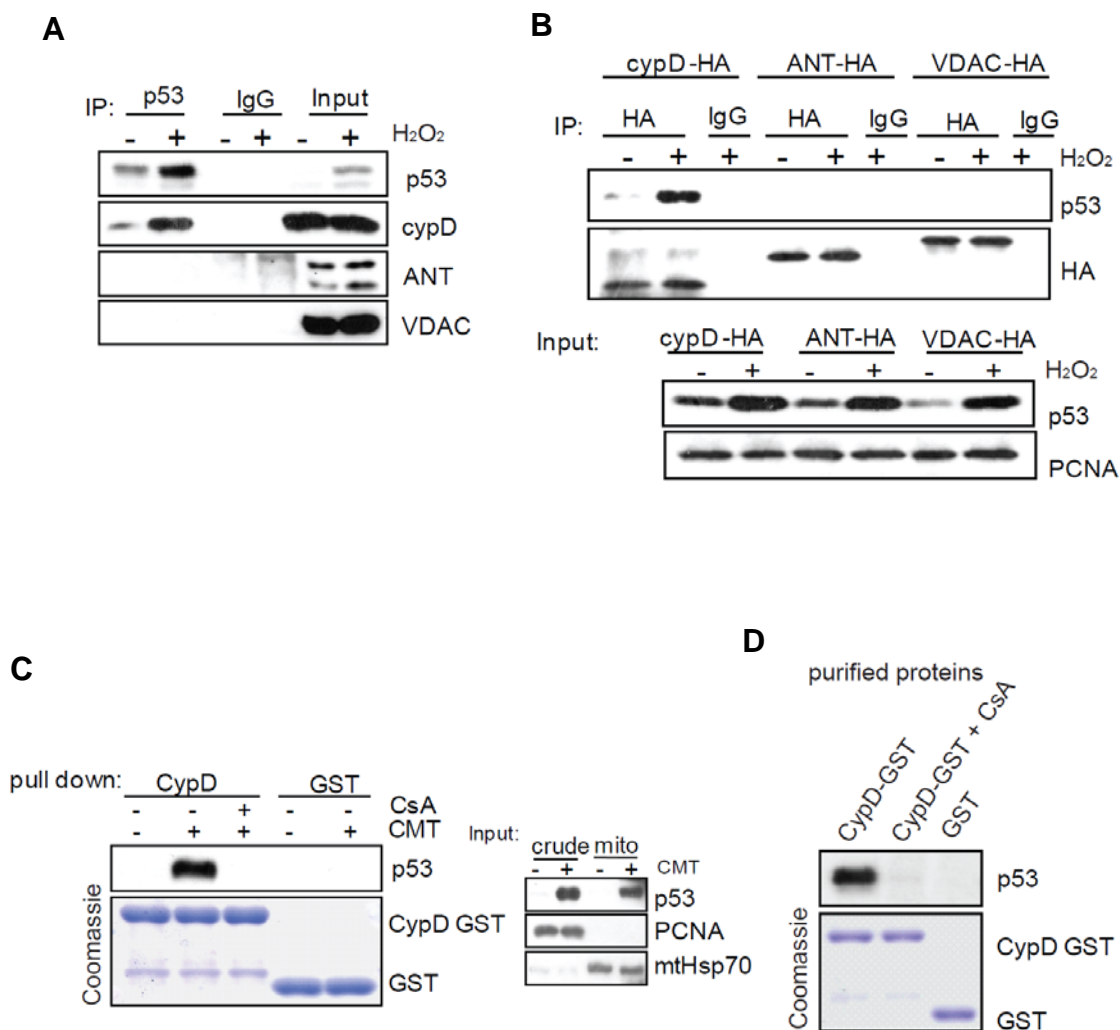 A
IP: p53 IgG Input
- + - + - + H₂O₂
p53
cypD
ANT
VDAC
B
cypD-HA ANT-HA VDAC-HA
IP: HA IgG HA IgG HA IgG
- + + - + + - + + H₂O₂
p53
HA
Input: cypD-HA ANT-HA VDAC-HA
- + - + - + H₂O₂
p53
PCNA
C
pull down: CypD GST
- - + - - CsA
- + + - + CMT
p53
Coomassie
CypD GST
GST
Input: crude mito
- + - + CMT
p53
PCNA
mtHsp70
D
purified proteins
CypD-GST
CypD-GST + CsA
GST
p53
Coomassie
CypD GST
GST